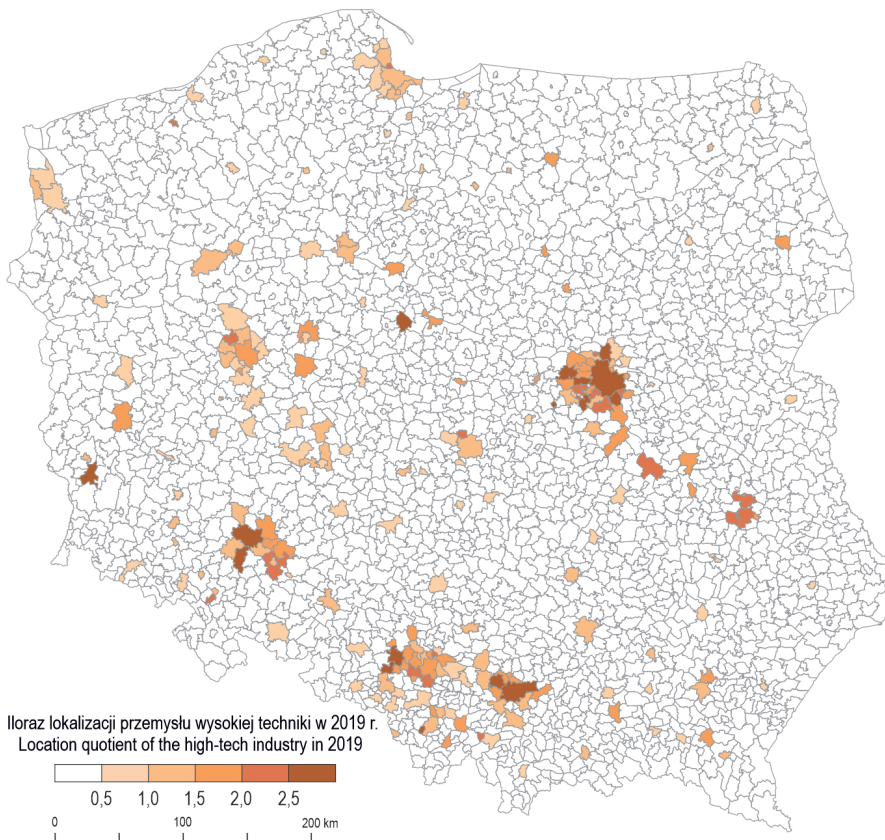 Iloraz lokalizacji przemysłu wysokiej techniki w 2019 r.
Location quotient of the high-tech industry in 2019
0,5 1,0 1,5 2,0 2,5
0 100 200 km